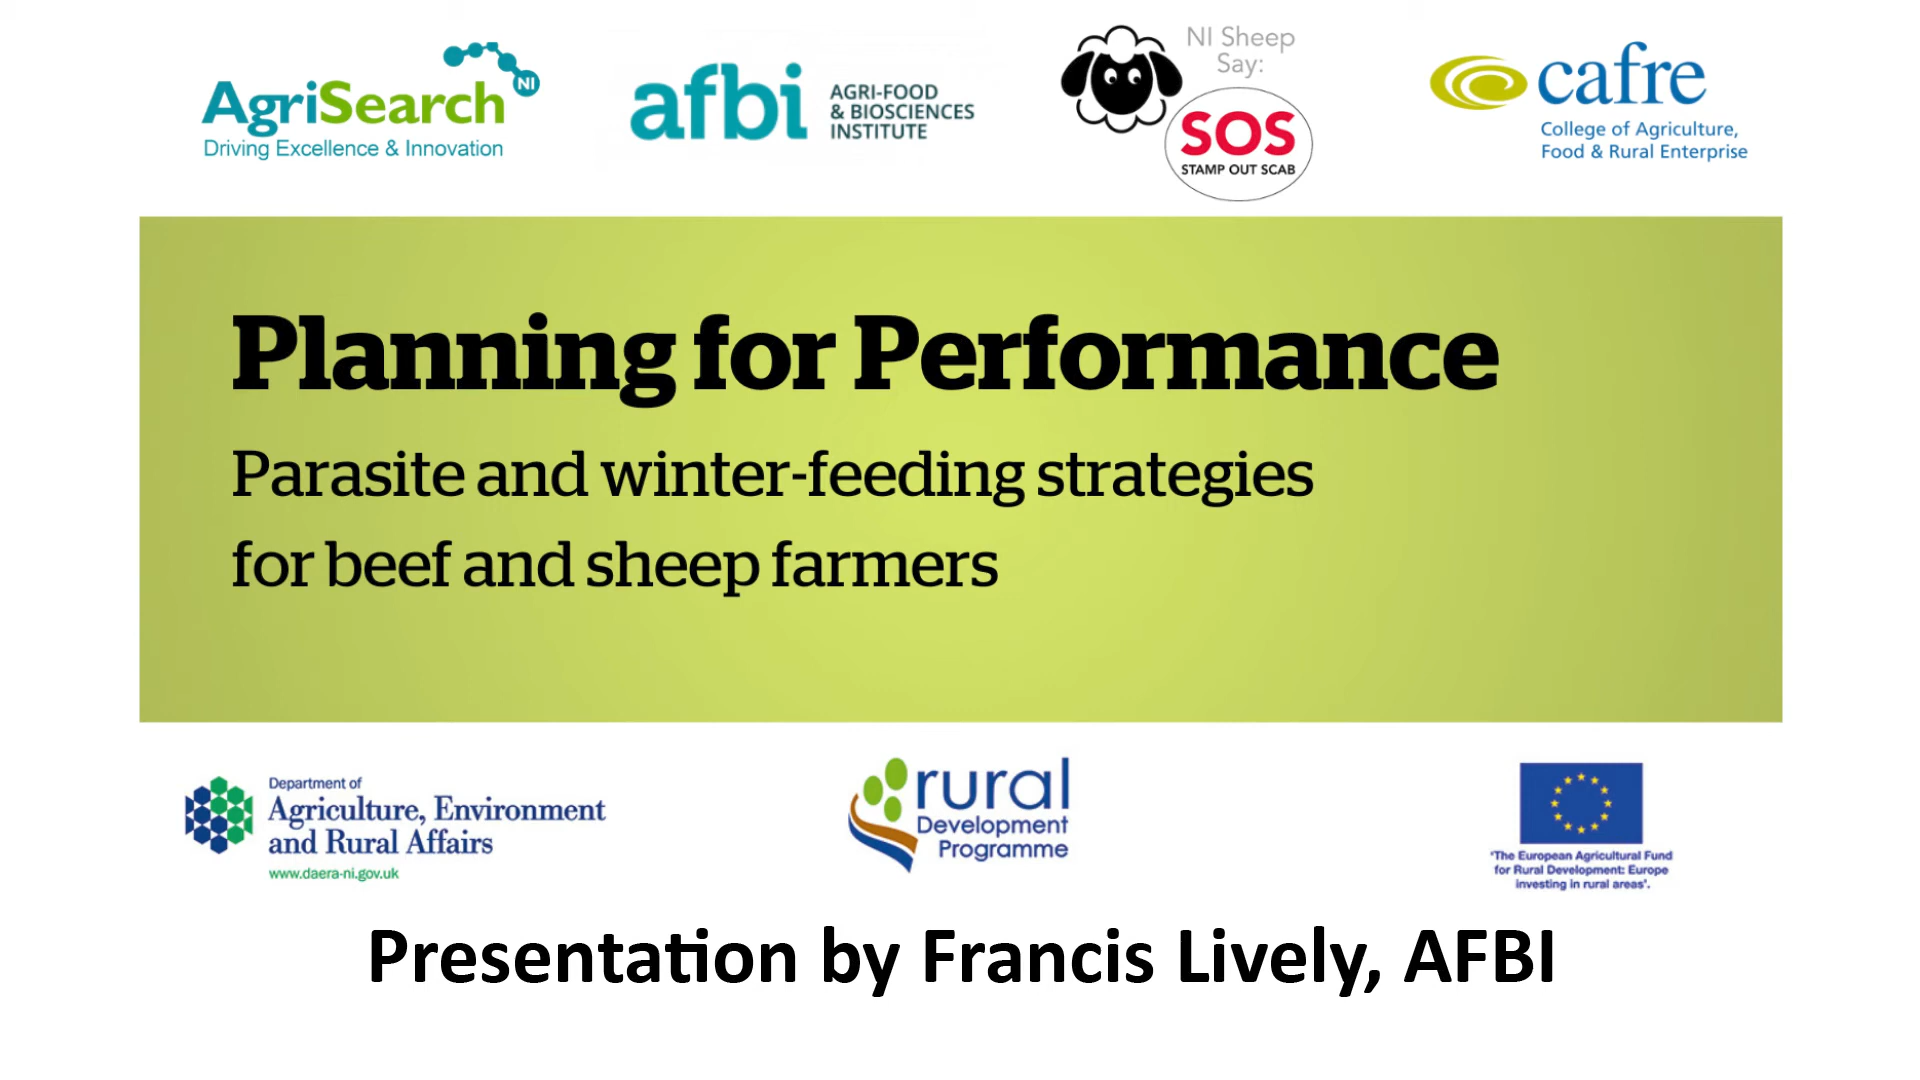 AgriSearch
NI
Driving Excellence & Innovation
afbi
AGRI-FOOD
& BIOSCIENCES
INSTITUTE
NI Sheep
Say:
SOS
STAMP OUT SCAB
cafre
College of Agriculture,
Food & Rural Enterprise
Planning for Performance
Parasite and winter-feeding strategies
for beef and sheep farmers
Department of
Agriculture, Environment
and Rural Affairs
www.daera-ni.gov.uk
rural
Development
Programme
'The European Agricultural Fund
for Rural Development: Europe
investing in rural areas'.
Presentation by Francis Lively, AFBI